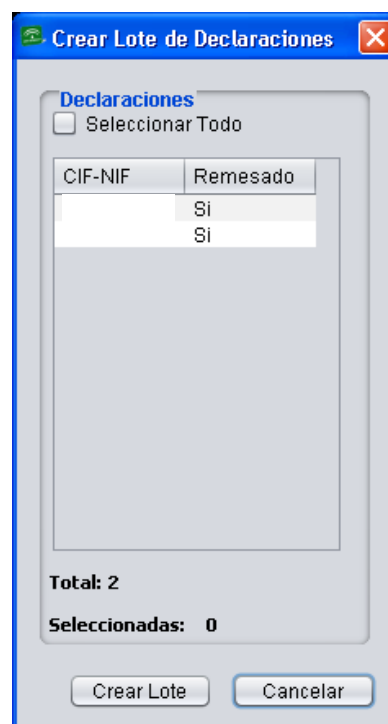 Crear Lote de Declaraciones
Declaraciones
Seleccionar Todo
CIF-NIF Remesado
Si
Si
Total: 2
Seleccionadas: 0
Crear Lote Cancelar